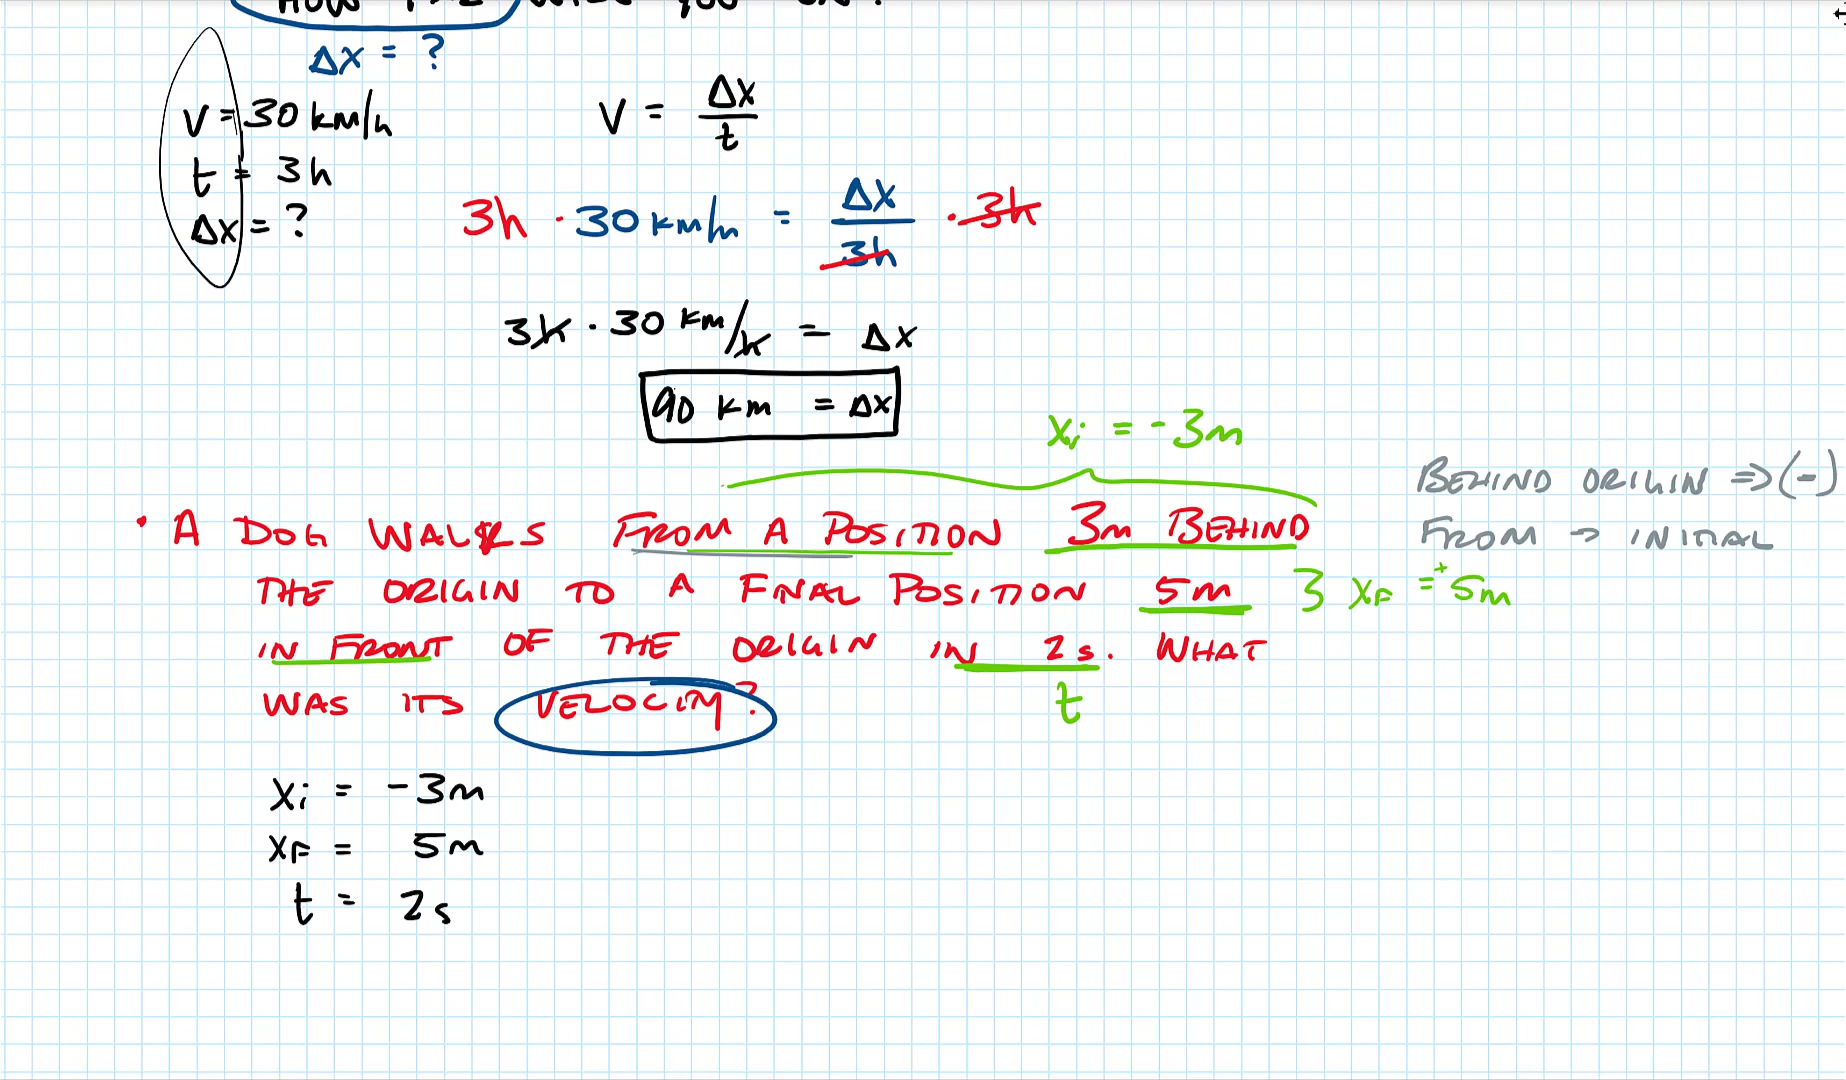 Δx = ?
V = 30 km/h
t = 3h
Δx = ?
V = Δx/t
3h · 30 km/h = Δx/3h · 3h
3h · 30 km/h = Δx
90 km = Δx
xi = -3m
BEHIND ORIGIN => (-)
FROM → INITIAL
• A DOG WALKS FROM A POSITION 3m BEHIND
THE ORIGIN TO A FINAL POSITION 5m } xF = +5m
IN FRONT OF THE ORIGIN IN 2s. WHAT
t
WAS ITS VELOCITY?
xi = -3m
xF = 5m
t = 2s